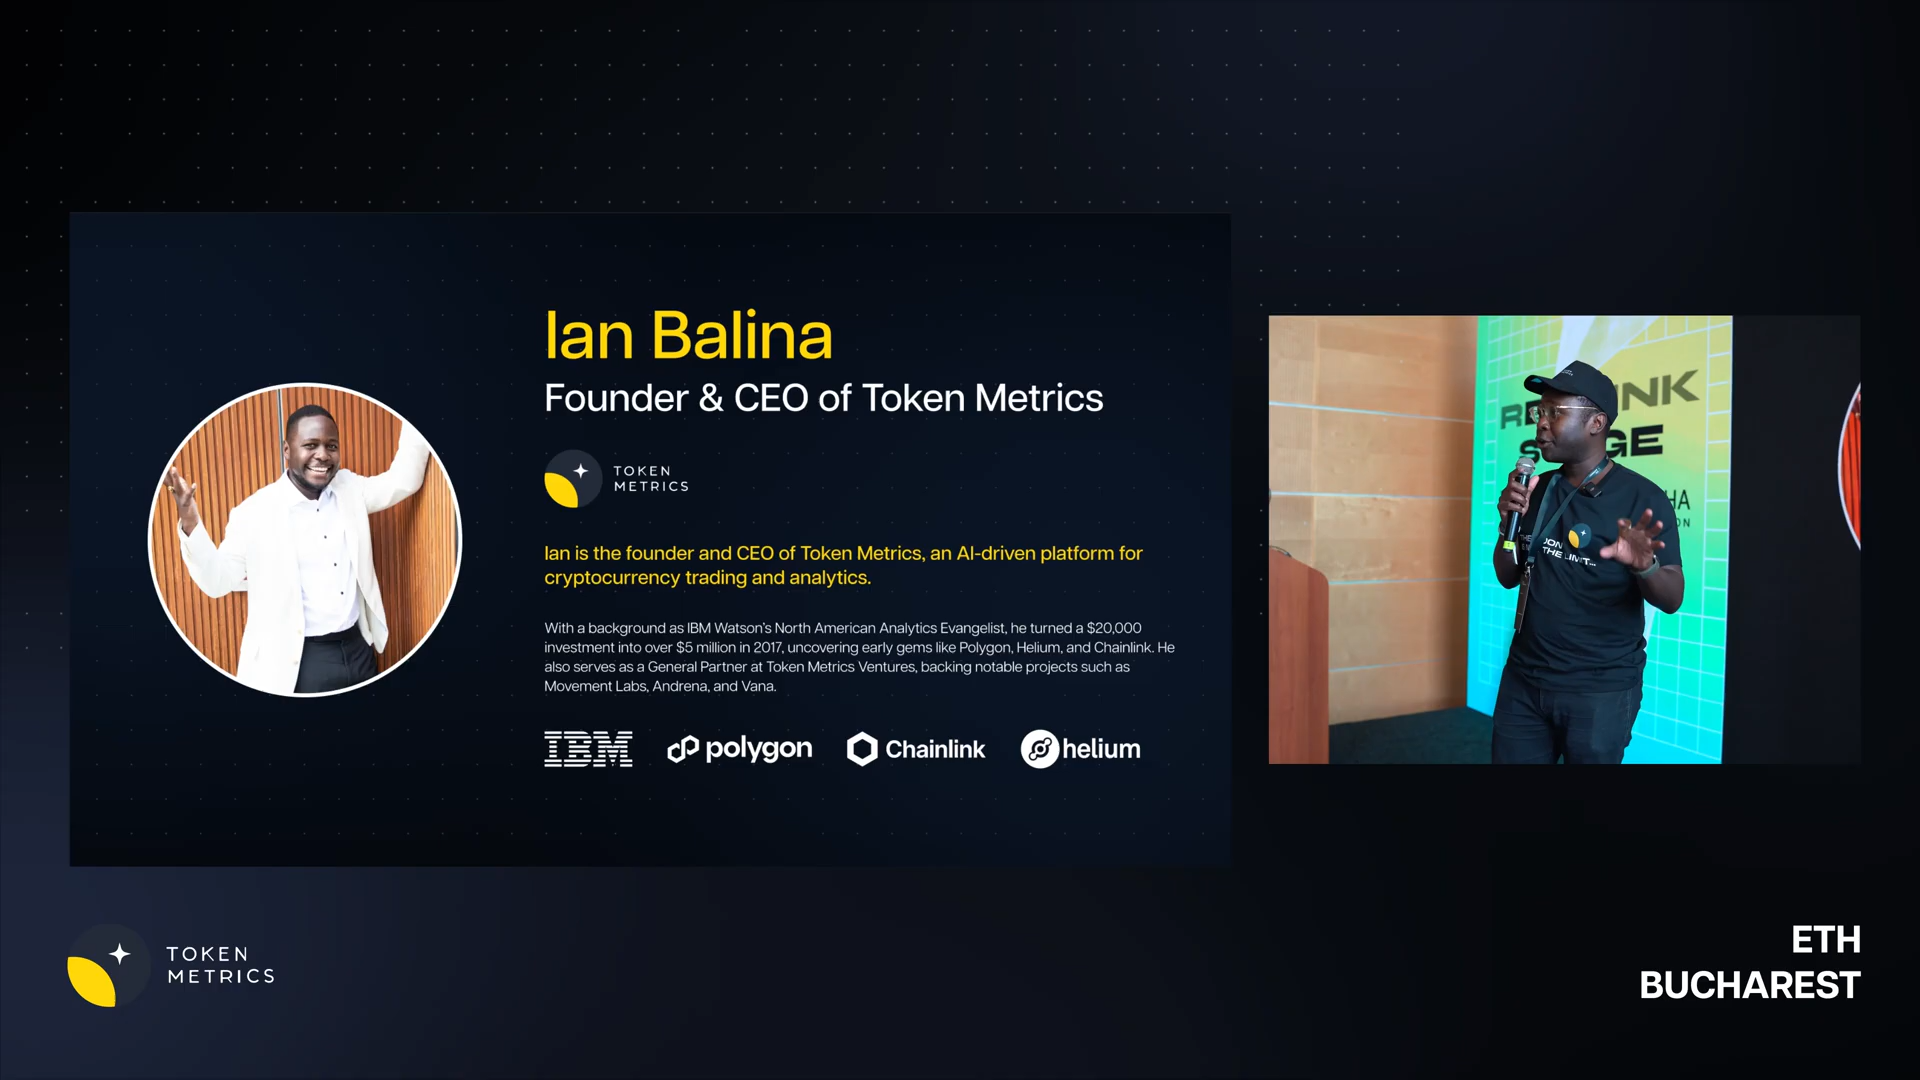 Ian Balina
Founder & CEO of Token Metrics
TOKEN
METRICS
Ian is the founder and CEO of Token Metrics, an AI-driven platform for
cryptocurrency trading and analytics.
With a background as IBM Watson's North American Analytics Evangelist, he turned a $20,000
investment into over $5 million in 2017, uncovering early gems like Polygon, Helium, and Chainlink. He
also serves as a General Partner at Token Metrics Ventures, backing notable projects such as
Movement Labs, Andrena, and Vana.
IBM polygon Chainlink helium
THE LIMIT...
TOKEN
METRICS
ETH
BUCHAREST